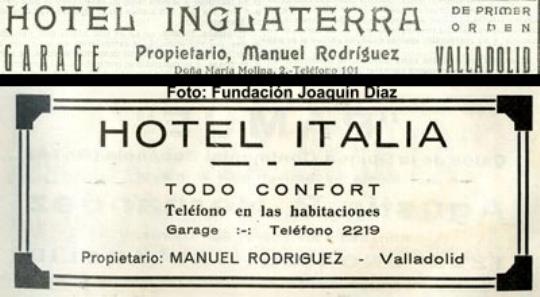 HOTEL INGLATERRA DE PRIMER ORDEN
GARAGE Propietario, Manuel Rodríguez VALLADOLID
Doña María Molina, 2.-Teléfono 101
Foto: Fundación Joaquín Díaz
HOTEL ITALIA
TODO CONFORT
Teléfono en las habitaciones
Garage :-: Teléfono 2219
Propietario: MANUEL RODRIGUEZ - Valladolid